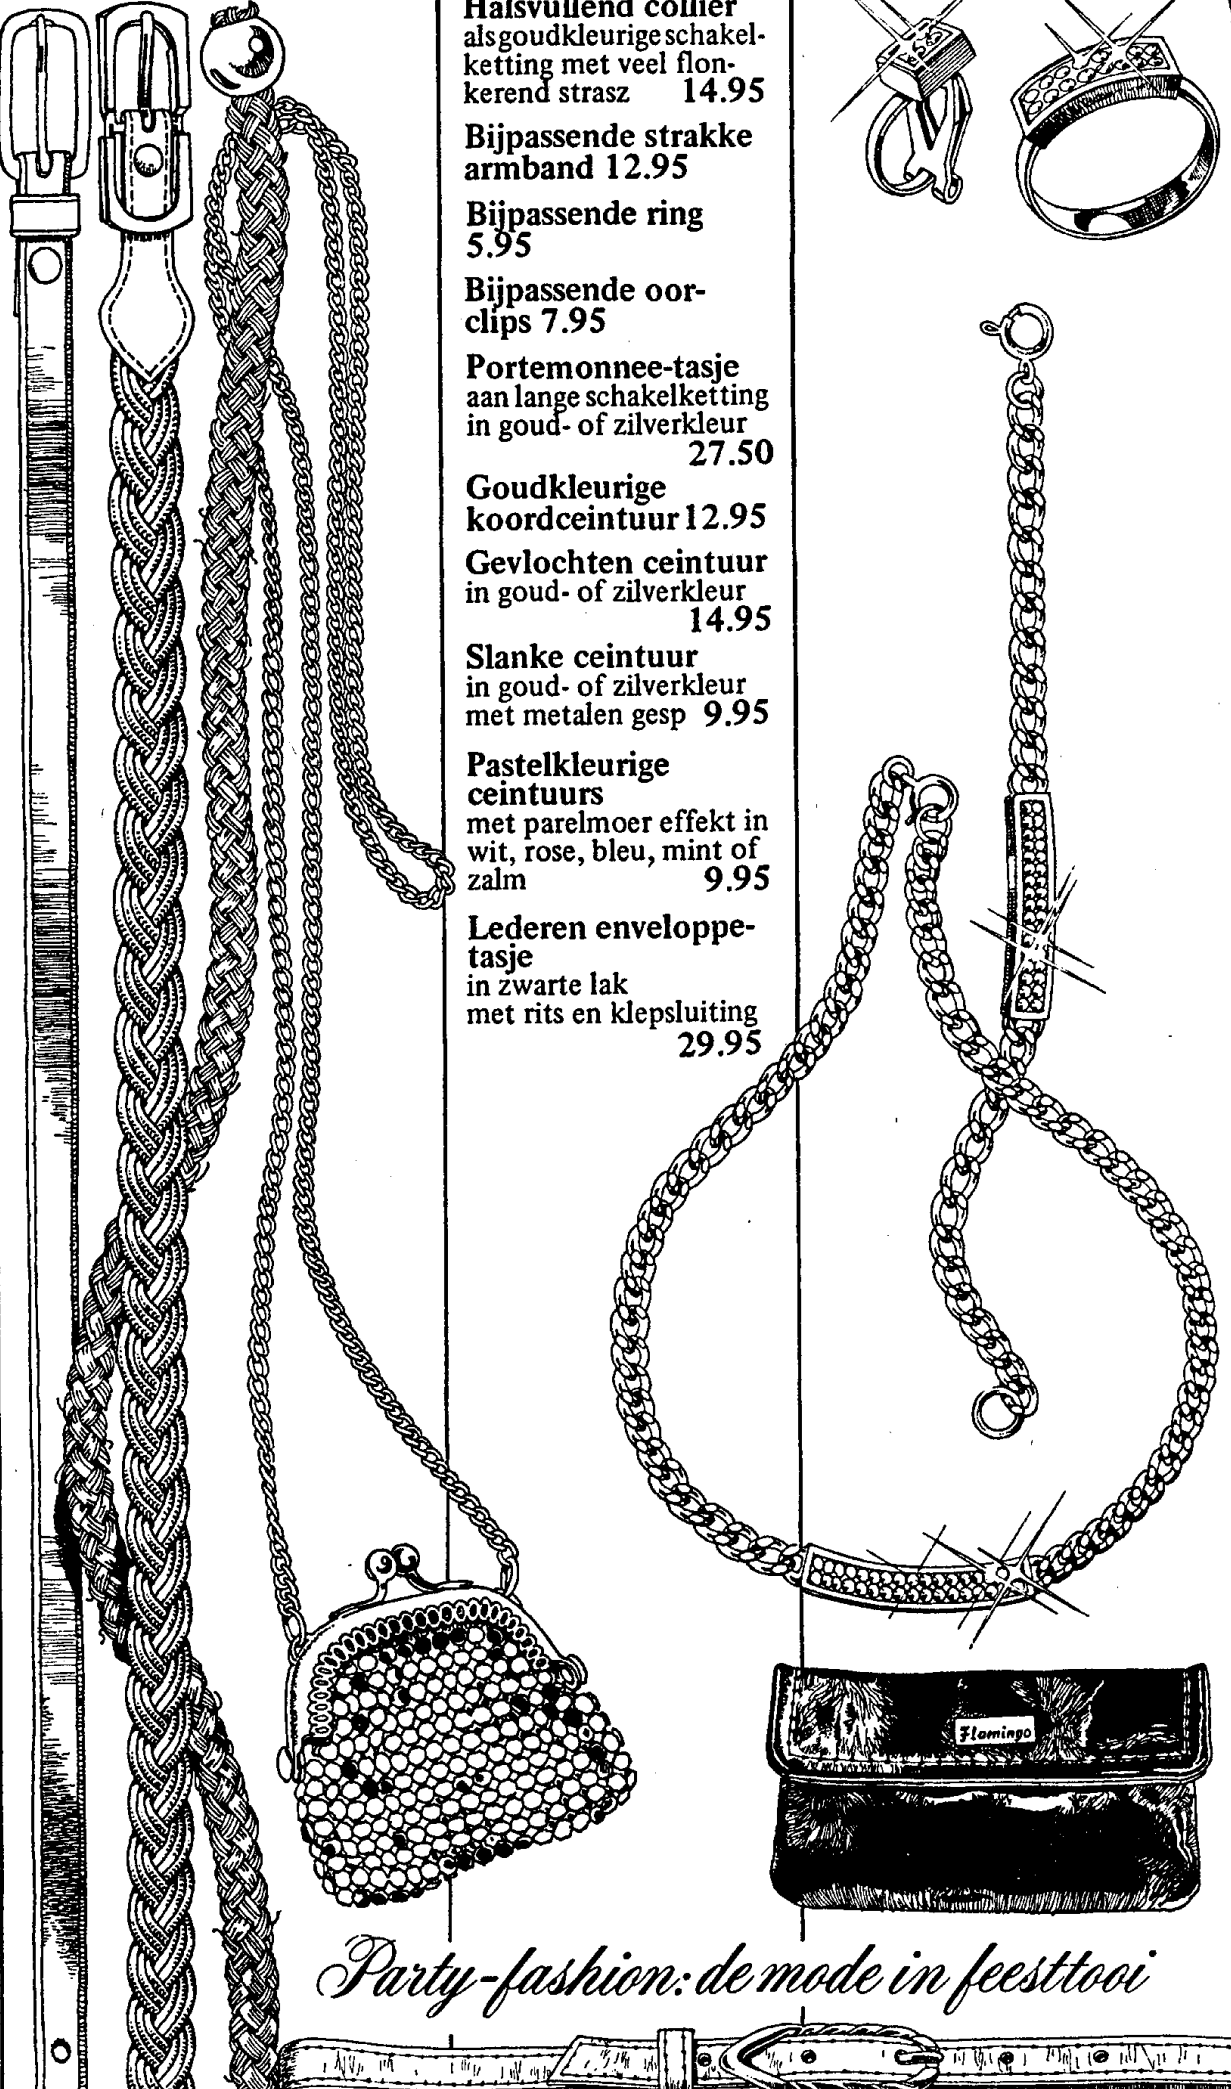 Halsvullend collier
als goudkleurige schakel-
ketting met veel flon-
kerend strasz 14.95
Bijpassende strakke
armband 12.95
Bijpassende ring
5.95
Bijpassende oor-
clips 7.95
Portemonnee-tasje
aan lange schakelketting
in goud- of zilverkleur
27.50
Goudkleurige
koordceintuur 12.95
Gevlochten ceintuur
in goud- of zilverkleur
14.95
Slanke ceintuur
in goud- of zilverkleur
met metalen gesp 9.95
Pastelkleurige
ceintuurs
met parelmoer effekt in
wit, rose, bleu, mint of
zalm 9.95
Lederen enveloppe-
tasje
in zwarte lak
met rits en klepsluiting
29.95
Flamingo
Party-fashion: de mode in feesttooi